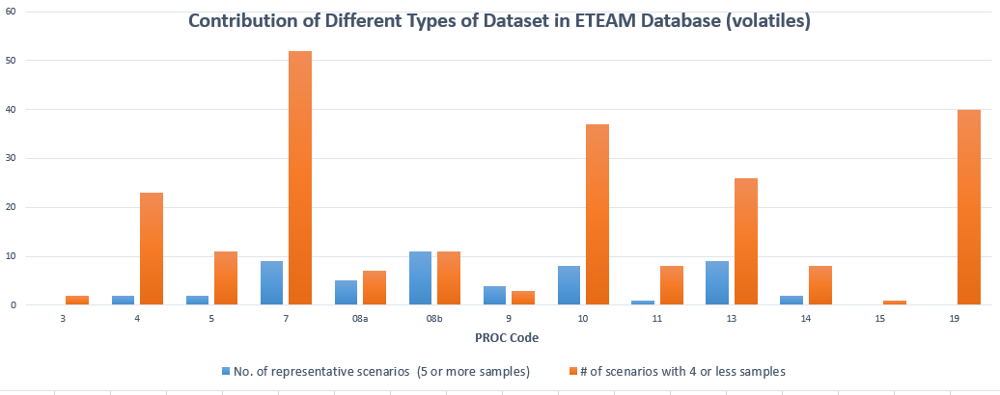 Contribution of Different Types of Dataset in ETEAM Database (volatiles)
60
50
40
30
20
10
0
3 4 5 7 08a 08b 9 10 11 13 14 15 19
PROC Code
No. of representative scenarios (5 or more samples) # of scenarios with 4 or less samples